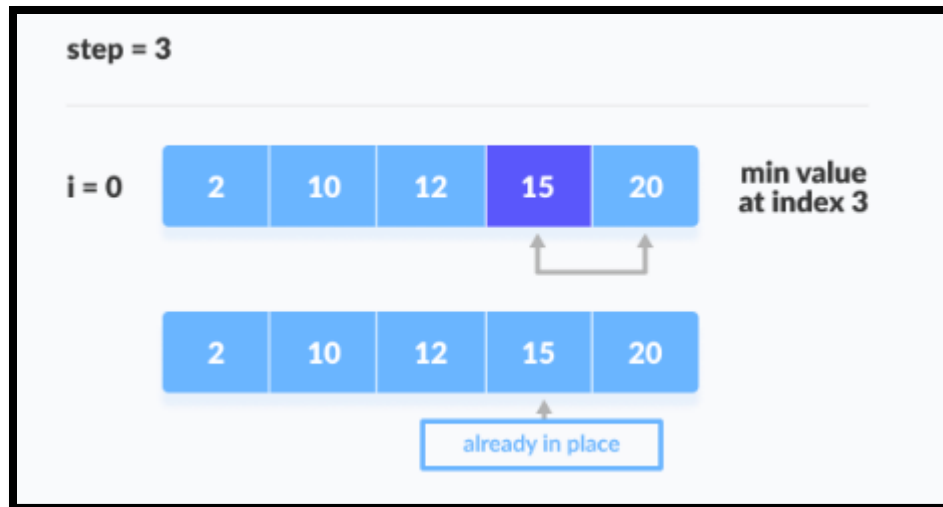 step = 3
i = 0
2 10 12 15 20
min value
at index 3
2 10 12 15 20
already in place